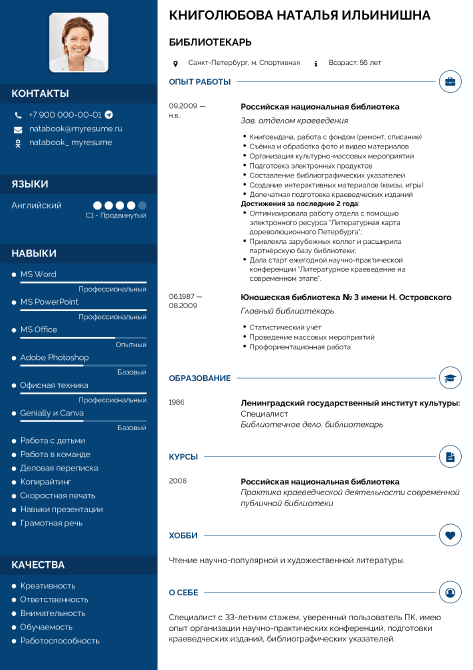 КНИГОЛЮБОВА НАТАЛЬЯ ИЛЬИНИШНА
БИБЛИОТЕКАРЬ
Санкт-Петербург, м. Спортивная
Возраст: 56 лет
КОНТАКТЫ
+7 900 000-00-01
natabook@myresume.ru
natabook_ myresume
ЯЗЫКИ
Английский
C1 - Продвинутый
НАВЫКИ
MS Word
Профессиональный
MS PowerPoint
Профессиональный
MS Office
Опытный
Adobe Photoshop
Базовый
Офисная техника
Профессиональный
Genially и Canva
Базовый
Работа с детьми
Работа в команде
Деловая переписка
Копирайтинг
Скоростная печать
Навыки презентации
Грамотная речь
КАЧЕСТВА
Креативность
Ответственность
Внимательность
Обучаемость
Работоспособность
ОПЫТ РАБОТЫ
09.2009 —
н.в.
Российская национальная библиотека
Зав. отделом краеведения
Книговыдача, работа с фондом (ремонт, списание)
Съёмка и обработка фото и видео материалов
Организация культурно-массовых мероприятий
Подготовка электронных продуктов
Составление библиографических указателей
Создание интерактивных материалов (квизы, игры)
Допечатная подготовка краеведческих изданий
Достижения за последние 2 года:
Оптимизировала работу отдела с помощью
электронного ресурса "Литературная карта
дореволюционного Петербурга";
Привлекла зарубежных коллег и расширила
партнёрскую базу библиотеки;
Дала старт ежегодной научно-практической
конференции "Литературное краеведение на
современном этапе".
06.1987 —
08.2009
Юношеская библиотека № 3 имени Н. Островского
Главный библиотекарь
Статистический учёт
Проведение массовых мероприятий
Профориентационная работа
ОБРАЗОВАНИЕ
1986
Ленинградский государственный институт культуры:
Специалист
Библиотечное дело, библиотекарь
КУРСЫ
2008
Российская национальная библиотека
Практика краеведческой деятельности современной
публичной библиотеки
ХОББИ
Чтение научно-популярной и художественной литературы.
О СЕБЕ
Специалист с 33-летним стажем, уверенный пользователь ПК, имею
опыт организации научно-практических конференций, подготовки
краеведческих изданий, библиографических указателей.